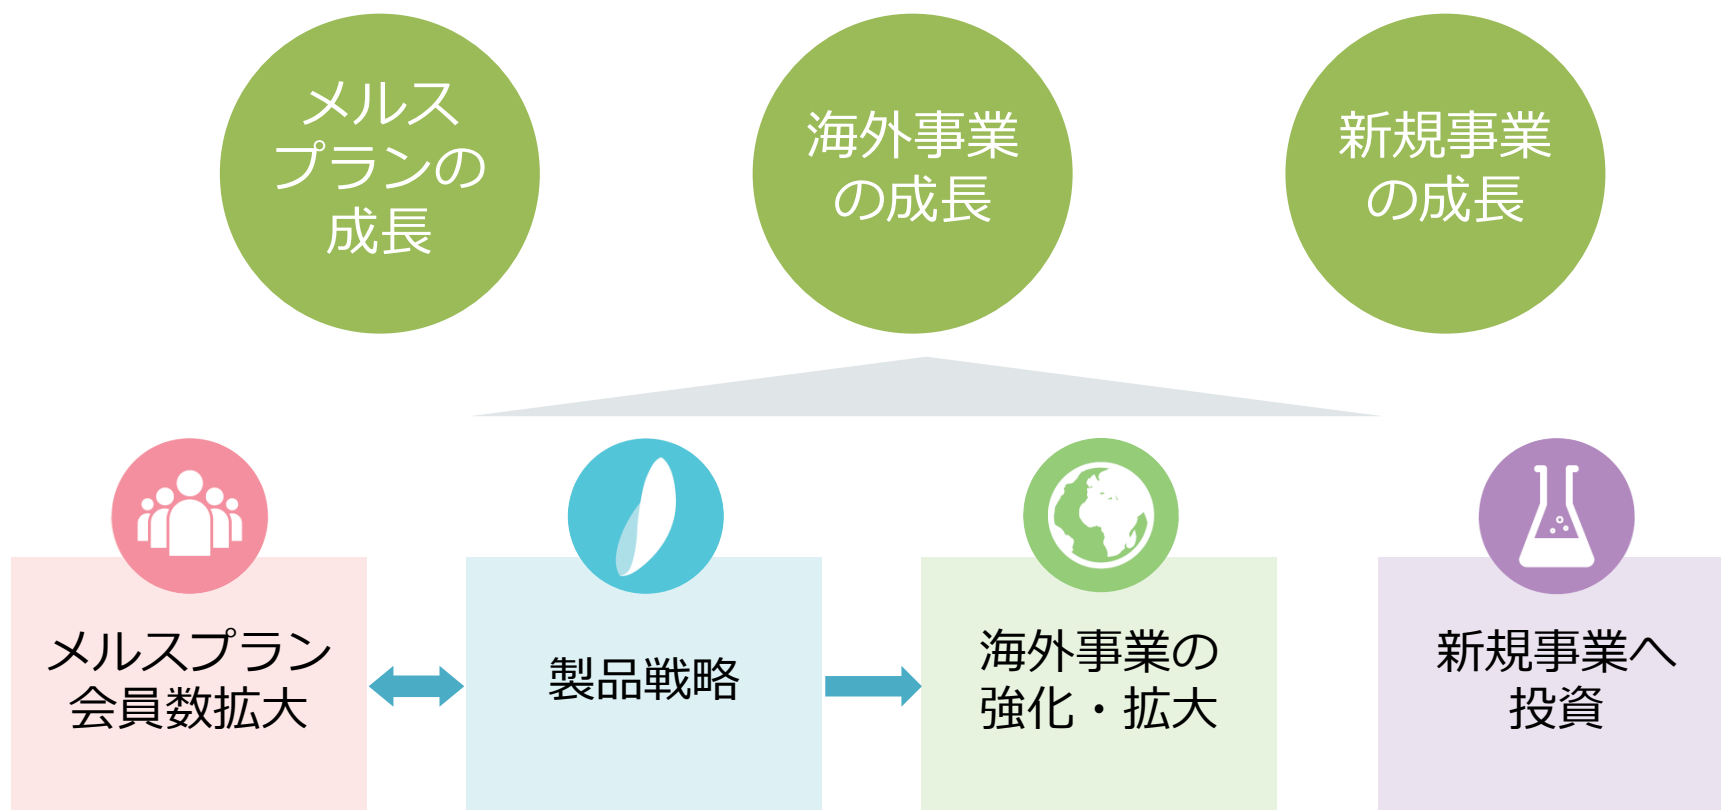 メルス
プランの
成長
海外事業
の成長
新規事業
の成長
メルスプラン
会員数拡大
製品戦略
海外事業の
強化・拡大
新規事業へ
投資